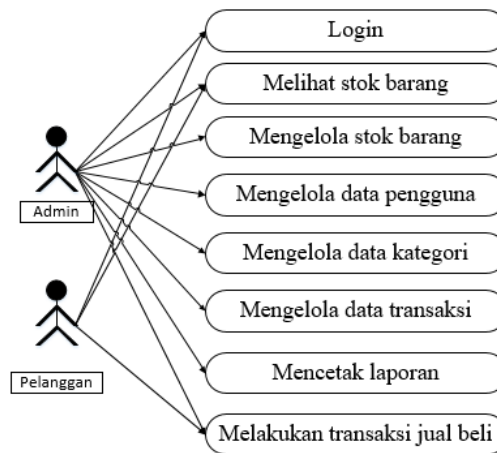 Login
Melihat stok barang
Mengelola stok barang
Mengelola data pengguna
Mengelola data kategori
Mengelola data transaksi
Mencetak laporan
Melakukan transaksi jual beli
Admin
Pelanggan